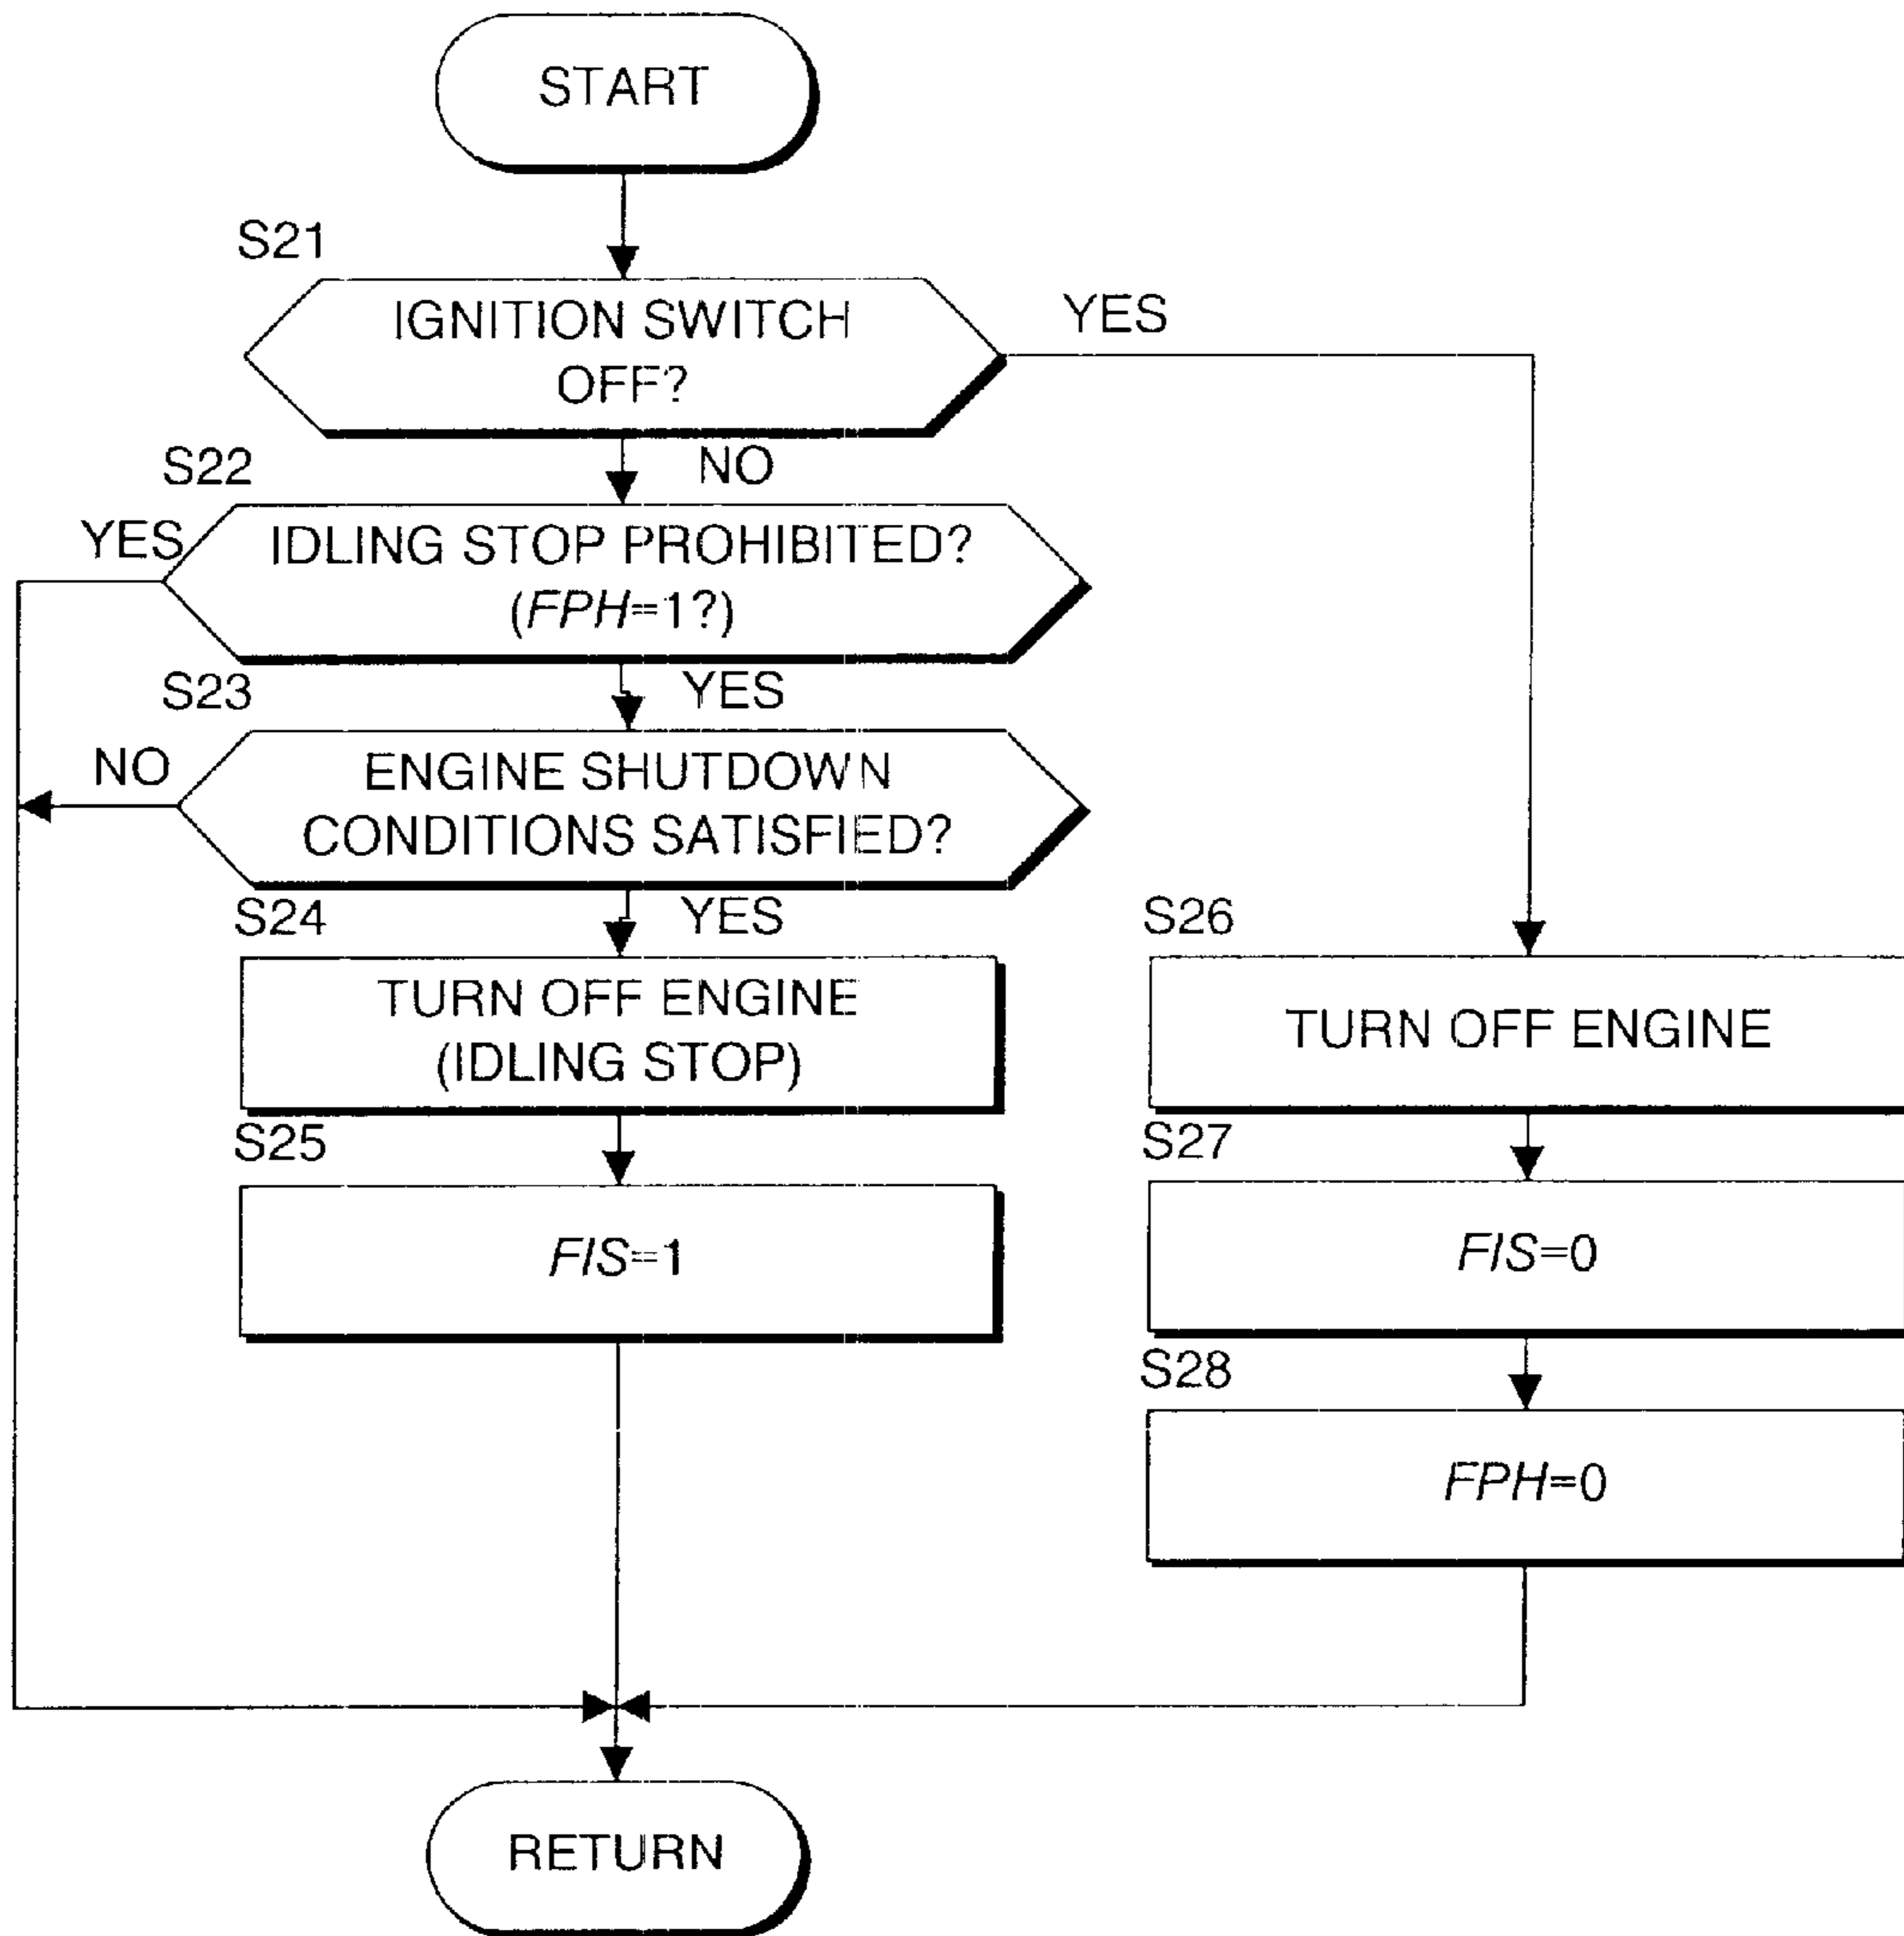 START
S21
IGNITION SWITCH
OFF?
YES
NO
S22
YES
IDLING STOP PROHIBITED?
(FPH=1?)
S23
YES
NO
ENGINE SHUTDOWN
CONDITIONS SATISFIED?
S24
YES
TURN OFF ENGINE
(IDLING STOP)
S25
FIS=1
S26
TURN OFF ENGINE
S27
FIS=0
S28
FPH=0
RETURN